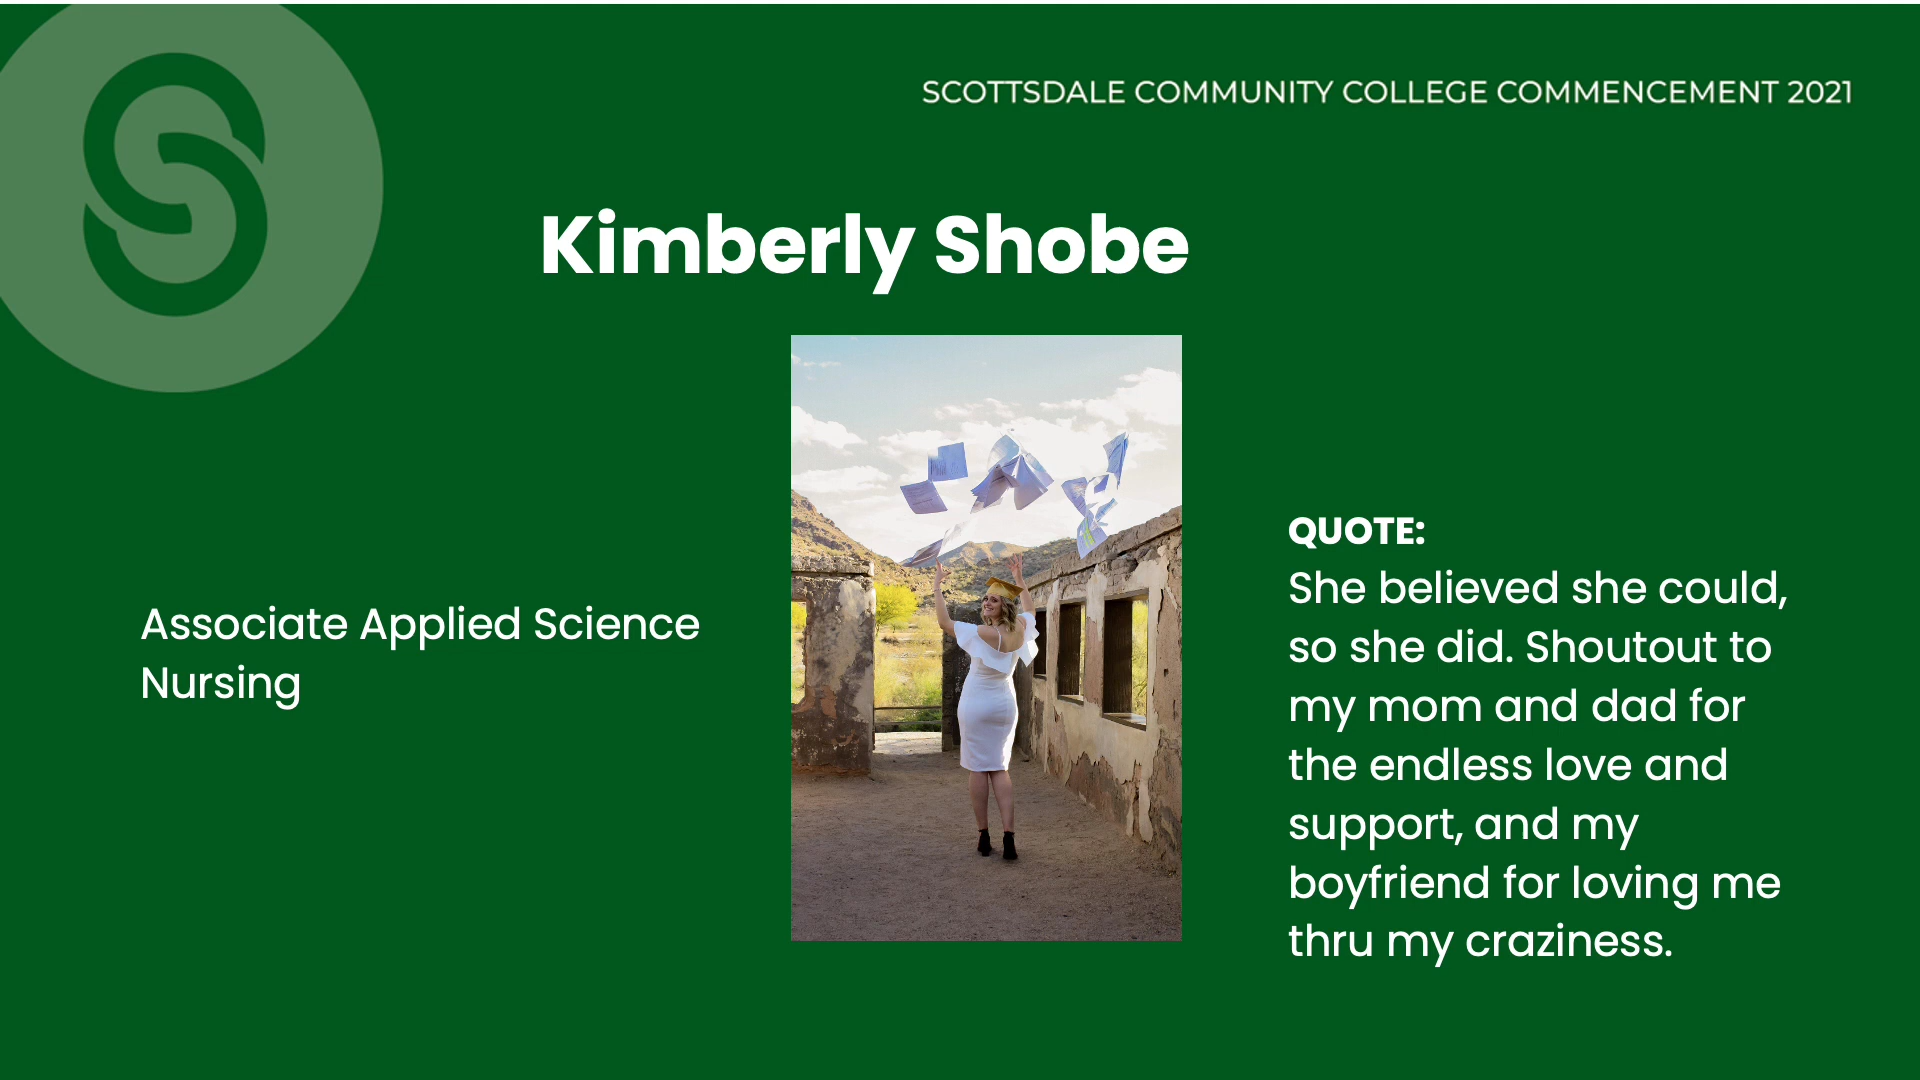 SCOTTSDALE COMMUNITY COLLEGE COMMENCEMENT 2021
Kimberly Shobe
Associate Applied Science
Nursing
QUOTE:
She believed she could,
so she did. Shoutout to
my mom and dad for
the endless love and
support, and my
boyfriend for loving me
thru my craziness.